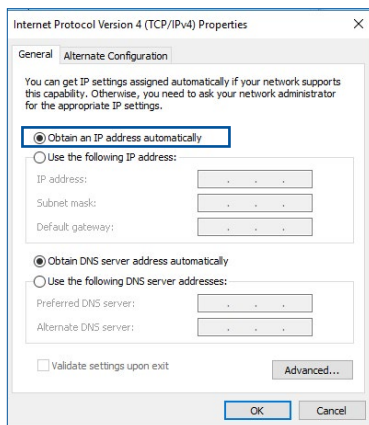 Internet Protocol Version 4 (TCP/IPv4) Properties
General
Alternate Configuration
You can get IP settings assigned automatically if your network supports
this capability. Otherwise, you need to ask your network administrator
for the appropriate IP settings.
Obtain an IP address automatically
Use the following IP address:
IP address:
Subnet mask:
Default gateway:
Obtain DNS server address automatically
Use the following DNS server addresses:
Preferred DNS server:
Alternate DNS server:
Validate settings upon exit
Advanced...
OK
Cancel